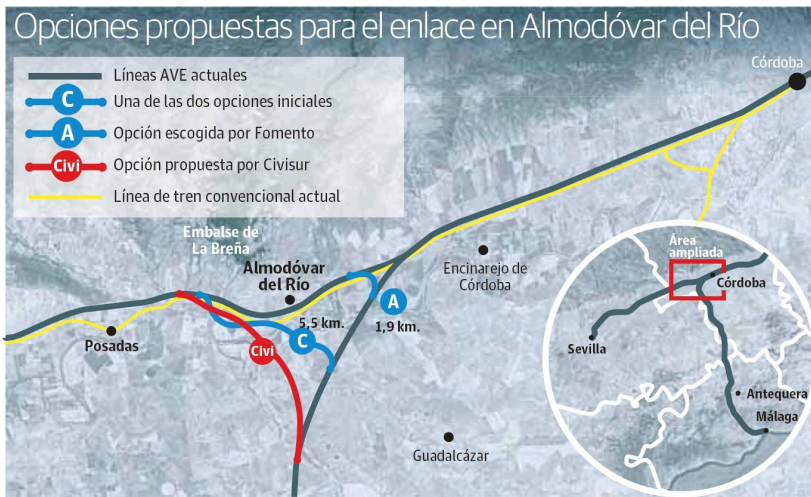 Opciones propuestas para el enlace en Almodóvar del Río
Líneas AVE actuales
C
Una de las dos opciones iniciales
A
Opción escogida por Fomento
Civi
Opción propuesta por Civisur
Línea de tren convencional actual
Córdoba
Embalse de
La Breña
Almodóvar
del Río
Encinarejo de
Córdoba
A
1,9 km.
5,5 km.
C
Civi
Posadas
Guadalcázar
Área
ampliada
Córdoba
Sevilla
Antequera
Málaga